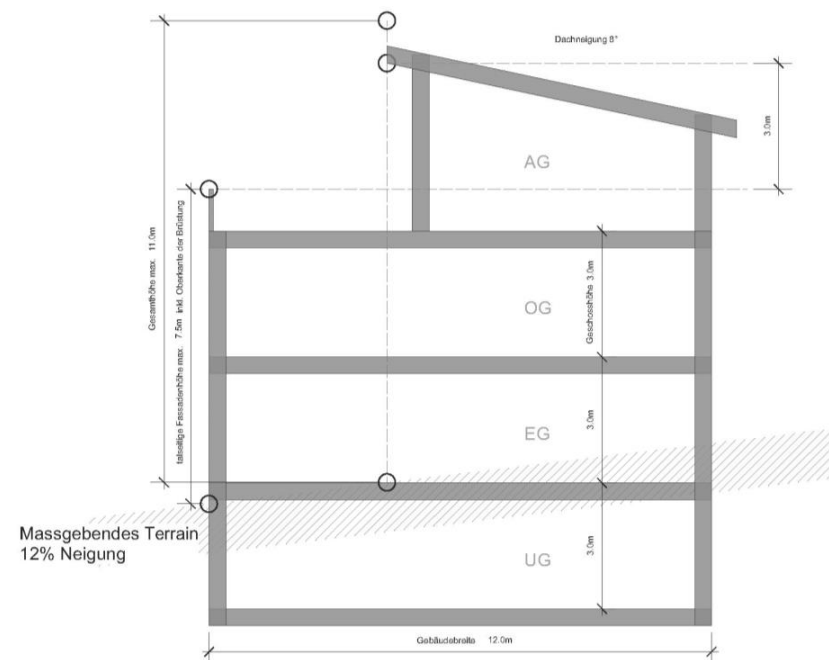 Dachneigung 8°
3.0m
AG
Gesamthöhe max. 11.0m
talseitige Fassadenhöhe max. 7.5m inkl. Oberkante der Brüstung
OG
Geschosshöhe 3.0m
EG
3.0m
Massgebendes Terrain
12% Neigung
UG
3.0m
Gebäudebreite 12.0m